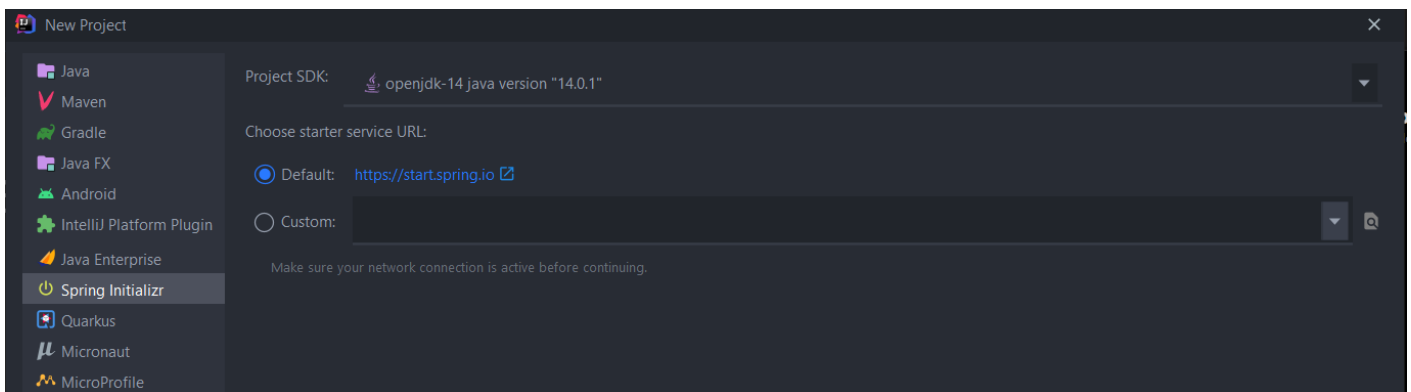 New Project
Java
Maven
Gradle
Java FX
Android
IntelliJ Platform Plugin
Java Enterprise
Spring Initializr
Quarkus
Micronaut
MicroProfile
Project SDK: openjdk-14 java version "14.0.1"
Choose starter service URL:
Default: https://start.spring.io
Custom:
Make sure your network connection is active before continuing.